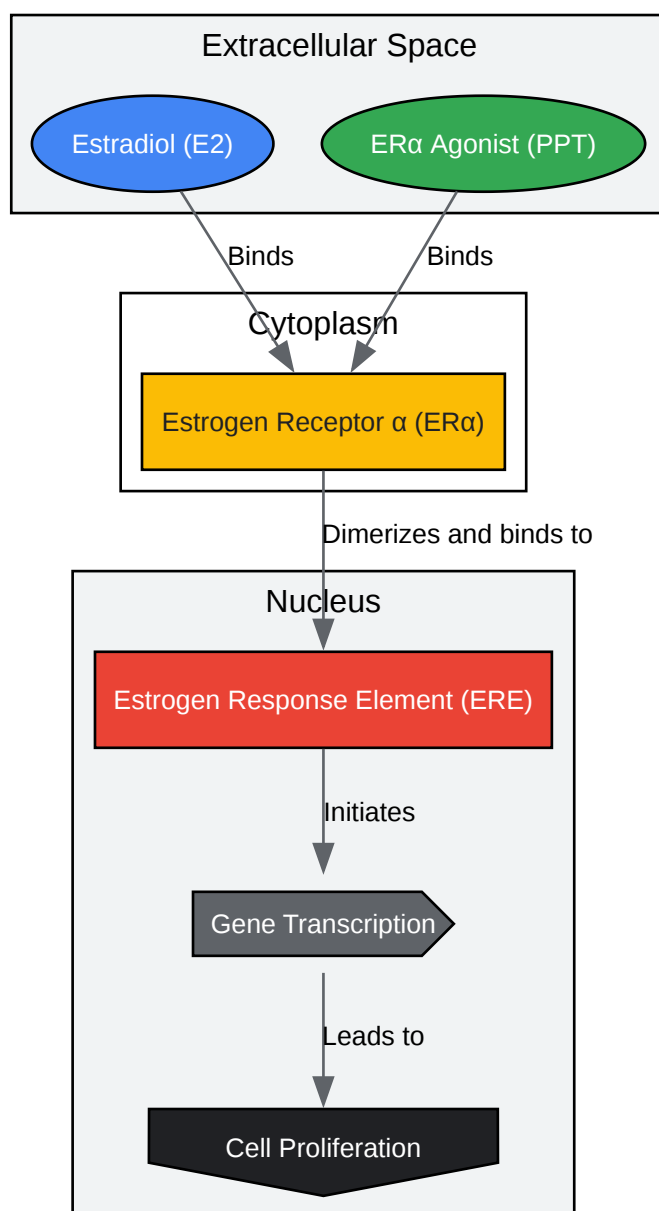 Extracellular Space
Estradiol (E2)
ERα Agonist (PPT)
Binds
Binds
Cytoplasm
Estrogen Receptor α (ERα)
Dimerizes and binds to
Nucleus
Estrogen Response Element (ERE)
Initiates
Gene Transcription
Leads to
Cell Proliferation